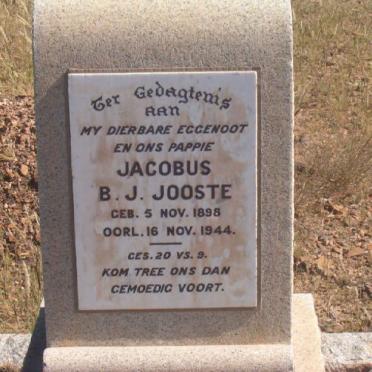 Ter Gedagtenis
aan
MY DIERBARE EGGENOOT
EN ONS PAPPIE
JACOBUS
B. J. JOOSTE
GEB. 5 NOV. 1898
OORL. 16 NOV. 1944.
GES. 20 VS. 9.
KOM TREE ONS DAN
GEMOEDIG VOORT.